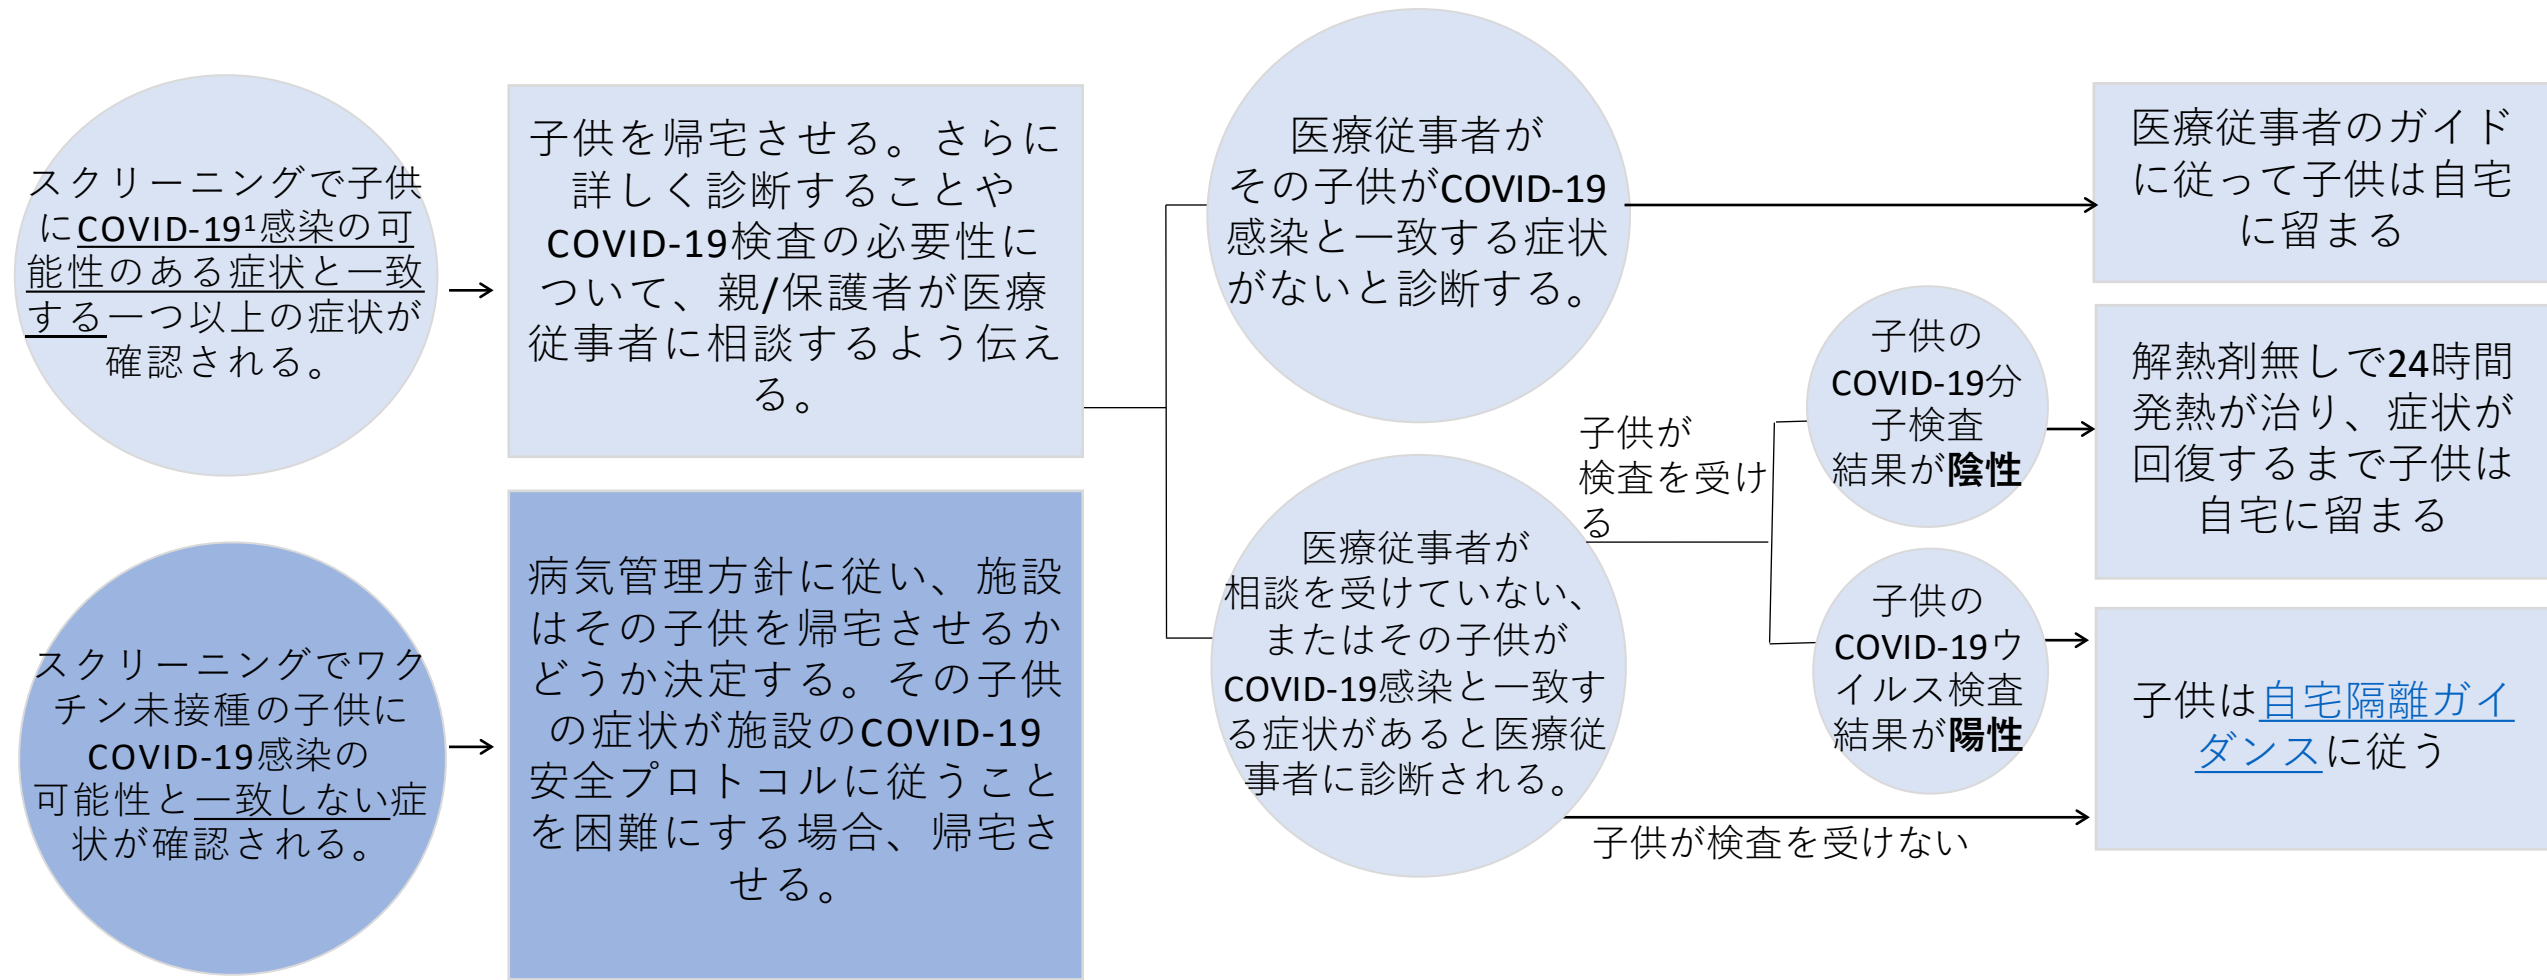 スクリーニングで子供
にCOVID-19¹感染の可
能性のある症状と一致
する一つ以上の症状が
確認される。
子供を帰宅させる。さらに
詳しく診断することや
COVID-19検査の必要性に
ついて、親/保護者が医療
従事者に相談するよう伝え
る。
医療従事者が
その子供がCOVID-19
感染と一致する症状
がないと診断する。
医療従事者のガイド
に従って子供は自宅
に留まる
子供が
検査を受け
る
子供の
COVID-19分
子検査
結果が陰性
解熱剤無しで24時間
発熱が治り、症状が
回復するまで子供は
自宅に留まる
医療従事者が
相談を受けていない、
またはその子供が
COVID-19感染と一致す
る症状があると医療従
事者に診断される。
子供の
COVID-19ウ
イルス検査
結果が陽性
子供は自宅隔離ガイ
ダンスに従う
子供が検査を受けない
スクリーニングでワク
チン未接種の子供に
COVID-19感染の
可能性と一致しない症
状が確認される。
病気管理方針に従い、施設
はその子供を帰宅させるか
どうか決定する。その子供
の症状が施設のCOVID-19
安全プロトコルに従うこと
を困難にする場合、帰宅さ
せる。